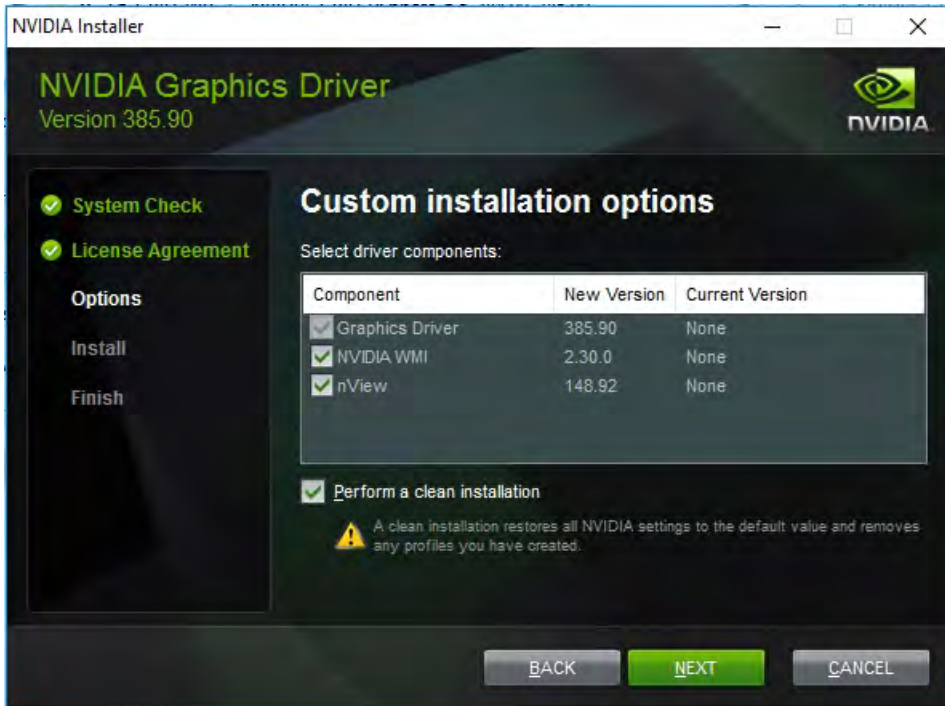 NVIDIA Installer
NVIDIA Graphics Driver
Version 385.90
NVIDIA
System Check
License Agreement
Options
Install
Finish
Custom installation options
Select driver components:
Component New Version Current Version
Graphics Driver 385.90 None
NVIDIA WMI 2.30.0 None
nView 148.92 None
Perform a clean installation
A clean installation restores all NVIDIA settings to the default value and removes
any profiles you have created.
BACK NEXT CANCEL